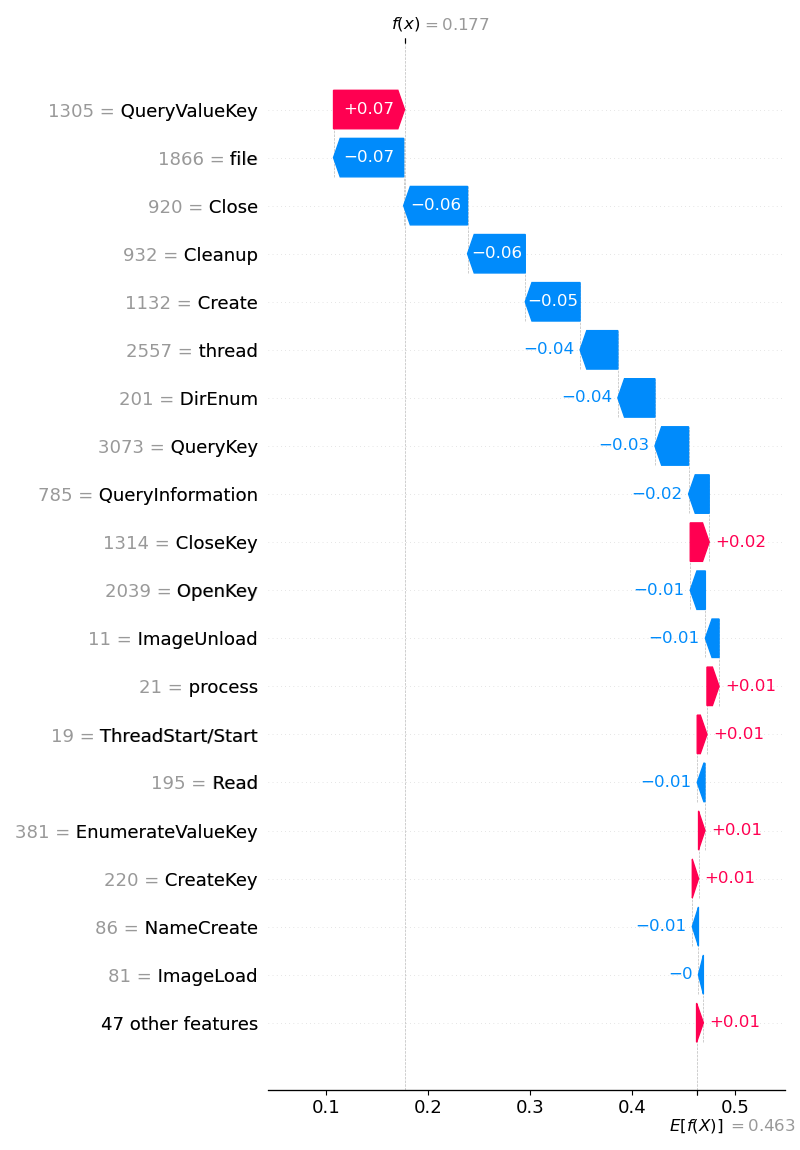 f(x) = 0.177
1305 = QueryValueKey +0.07
1866 = file −0.07
920 = Close −0.06
932 = Cleanup −0.06
1132 = Create −0.05
2557 = thread −0.04
201 = DirEnum −0.04
3073 = QueryKey −0.03
785 = QueryInformation −0.02
1314 = CloseKey +0.02
2039 = OpenKey −0.01
11 = ImageUnload −0.01
21 = process +0.01
19 = ThreadStart/Start +0.01
195 = Read −0.01
381 = EnumerateValueKey +0.01
220 = CreateKey +0.01
86 = NameCreate −0.01
81 = ImageLoad −0
47 other features +0.01
0.1 0.2 0.3 0.4 0.5
E[f(X)] = 0.463